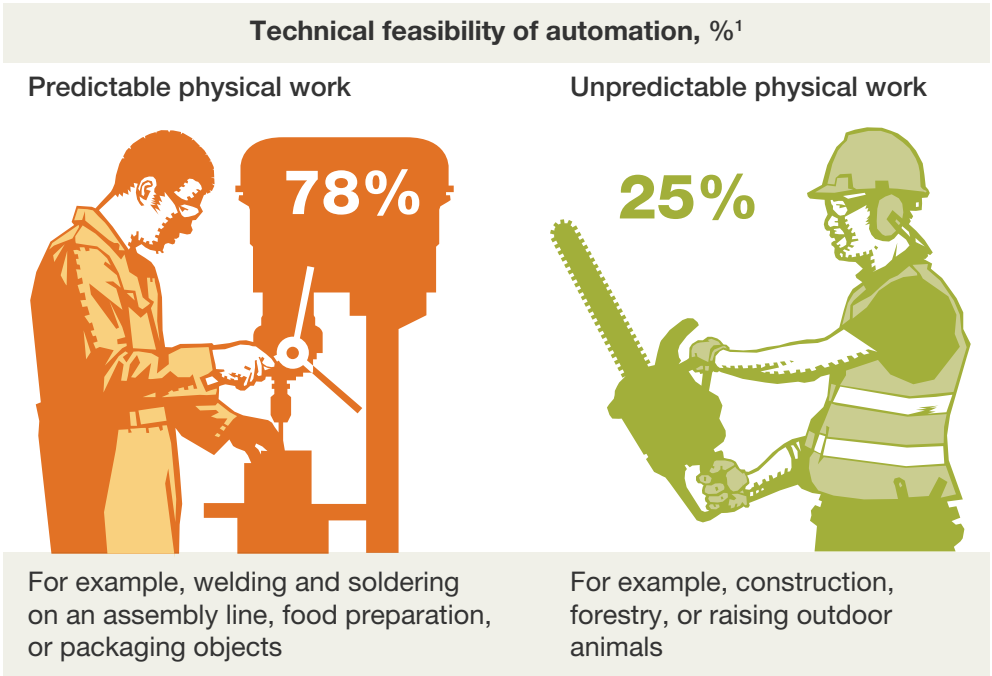 Technical feasibility of automation, %¹
Predictable physical work
78%
For example, welding and soldering
on an assembly line, food preparation,
or packaging objects
Unpredictable physical work
25%
For example, construction,
forestry, or raising outdoor
animals